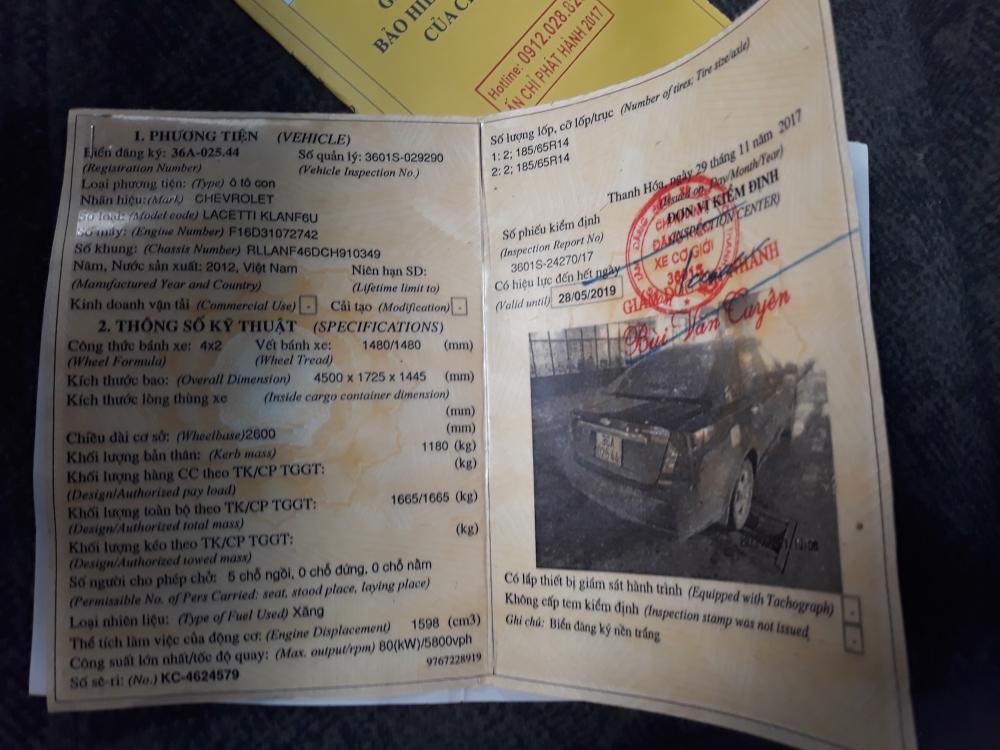 BẢO HIỂ
CỦA C
Hotline: 0912.028.82
ẤN CHỈ PHÁT HÀNH 2017
1. PHƯƠNG TIỆN (VEHICLE)
Biển đăng ký: 36A-025.44 Số quản lý: 3601S-029290
(Registration Number) (Vehicle Inspection No.)
Loại phương tiện: (Type) ô tô con
Nhãn hiệu: (Mark) CHEVROLET
Số loại: (Model code) LACETTI KLANF6U
Số máy: (Engine Number) F16D31072742
Số khung: (Chassis Number) RLLANF46DCH910349
Năm, Nước sản xuất: 2012, Việt Nam Niên hạn SD:
(Manufactured Year and Country) (Lifetime limit to)
Kinh doanh vận tải (Commercial Use) - Cải tạo (Modification) -
2. THÔNG SỐ KỸ THUẬT (SPECIFICATIONS)
Công thức bánh xe: 4x2 Vết bánh xe: 1480/1480 (mm)
(Wheel Formula) (Wheel Tread)
Kích thước bao: (Overall Dimension) 4500 x 1725 x 1445 (mm)
Kích thước lòng thùng xe (Inside cargo container dimension)
(mm)
Chiều dài cơ sở: (Wheelbase) 2600 (mm)
Khối lượng bản thân: (Kerb mass) 1180 (kg)
Khối lượng hàng CC theo TK/CP TGGT: (kg)
(Design/Authorized pay load)
Khối lượng toàn bộ theo TK/CP TGGT: 1665/1665 (kg)
(Design/Authorized total mass)
Khối lượng kéo theo TK/CP TGGT: (kg)
(Design/Authorized towed mass)
Số người cho phép chở: 5 chỗ ngồi, 0 chỗ đứng, 0 chỗ nằm
(Permissible No. of Pers Carried: seat, stood place, laying place)
Loại nhiên liệu: (Type of Fuel Used) Xăng
Thể tích làm việc của động cơ: (Engine Displacement) 1598 (cm3)
Công suất lớn nhất/tốc độ quay: (Max. output/rpm) 80(kW)/5800vph
9767228919
Số sê-ri: (No.) KC-4624579
Số lượng lốp, cỡ lốp/trục (Number of tires; Tire size/axle)
1: 2; 185/65R14
2: 2; 185/65R14
Thanh Hóa, ngày 29 tháng 11 năm 2017
(Issued on: Day/Month/Year)
ĐƠN VỊ KIỂM ĐỊNH
(INSPECTION CENTER)
Số phiếu kiểm định
(Inspection Report No)
3601S-24270/17
Có hiệu lực đến hết ngày
(Valid until) 28/05/2019
XE CƠ GIỚI
Bùi Văn Tuyên
36A
025.44
Có lắp thiết bị giám sát hành trình (Equipped with Tachograph) -
Không cấp tem kiểm định (Inspection stamp was not issued -
Ghi chú: Biển đăng ký nền trắng